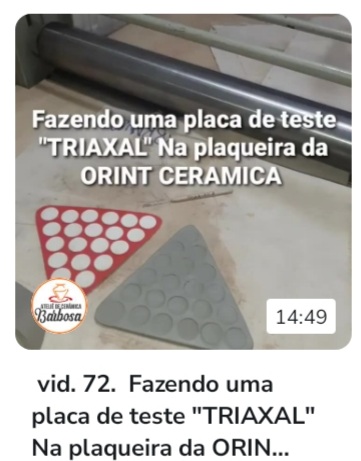 Fazendo uma placa de teste
"TRIAXAL" Na plaqueira da
ORINT CERAMICA
ATELIÊ DE CERÂMICA
Barbosa
14:49
vid. 72. Fazendo uma
placa de teste "TRIAXAL"
Na plaqueira da ORIN...